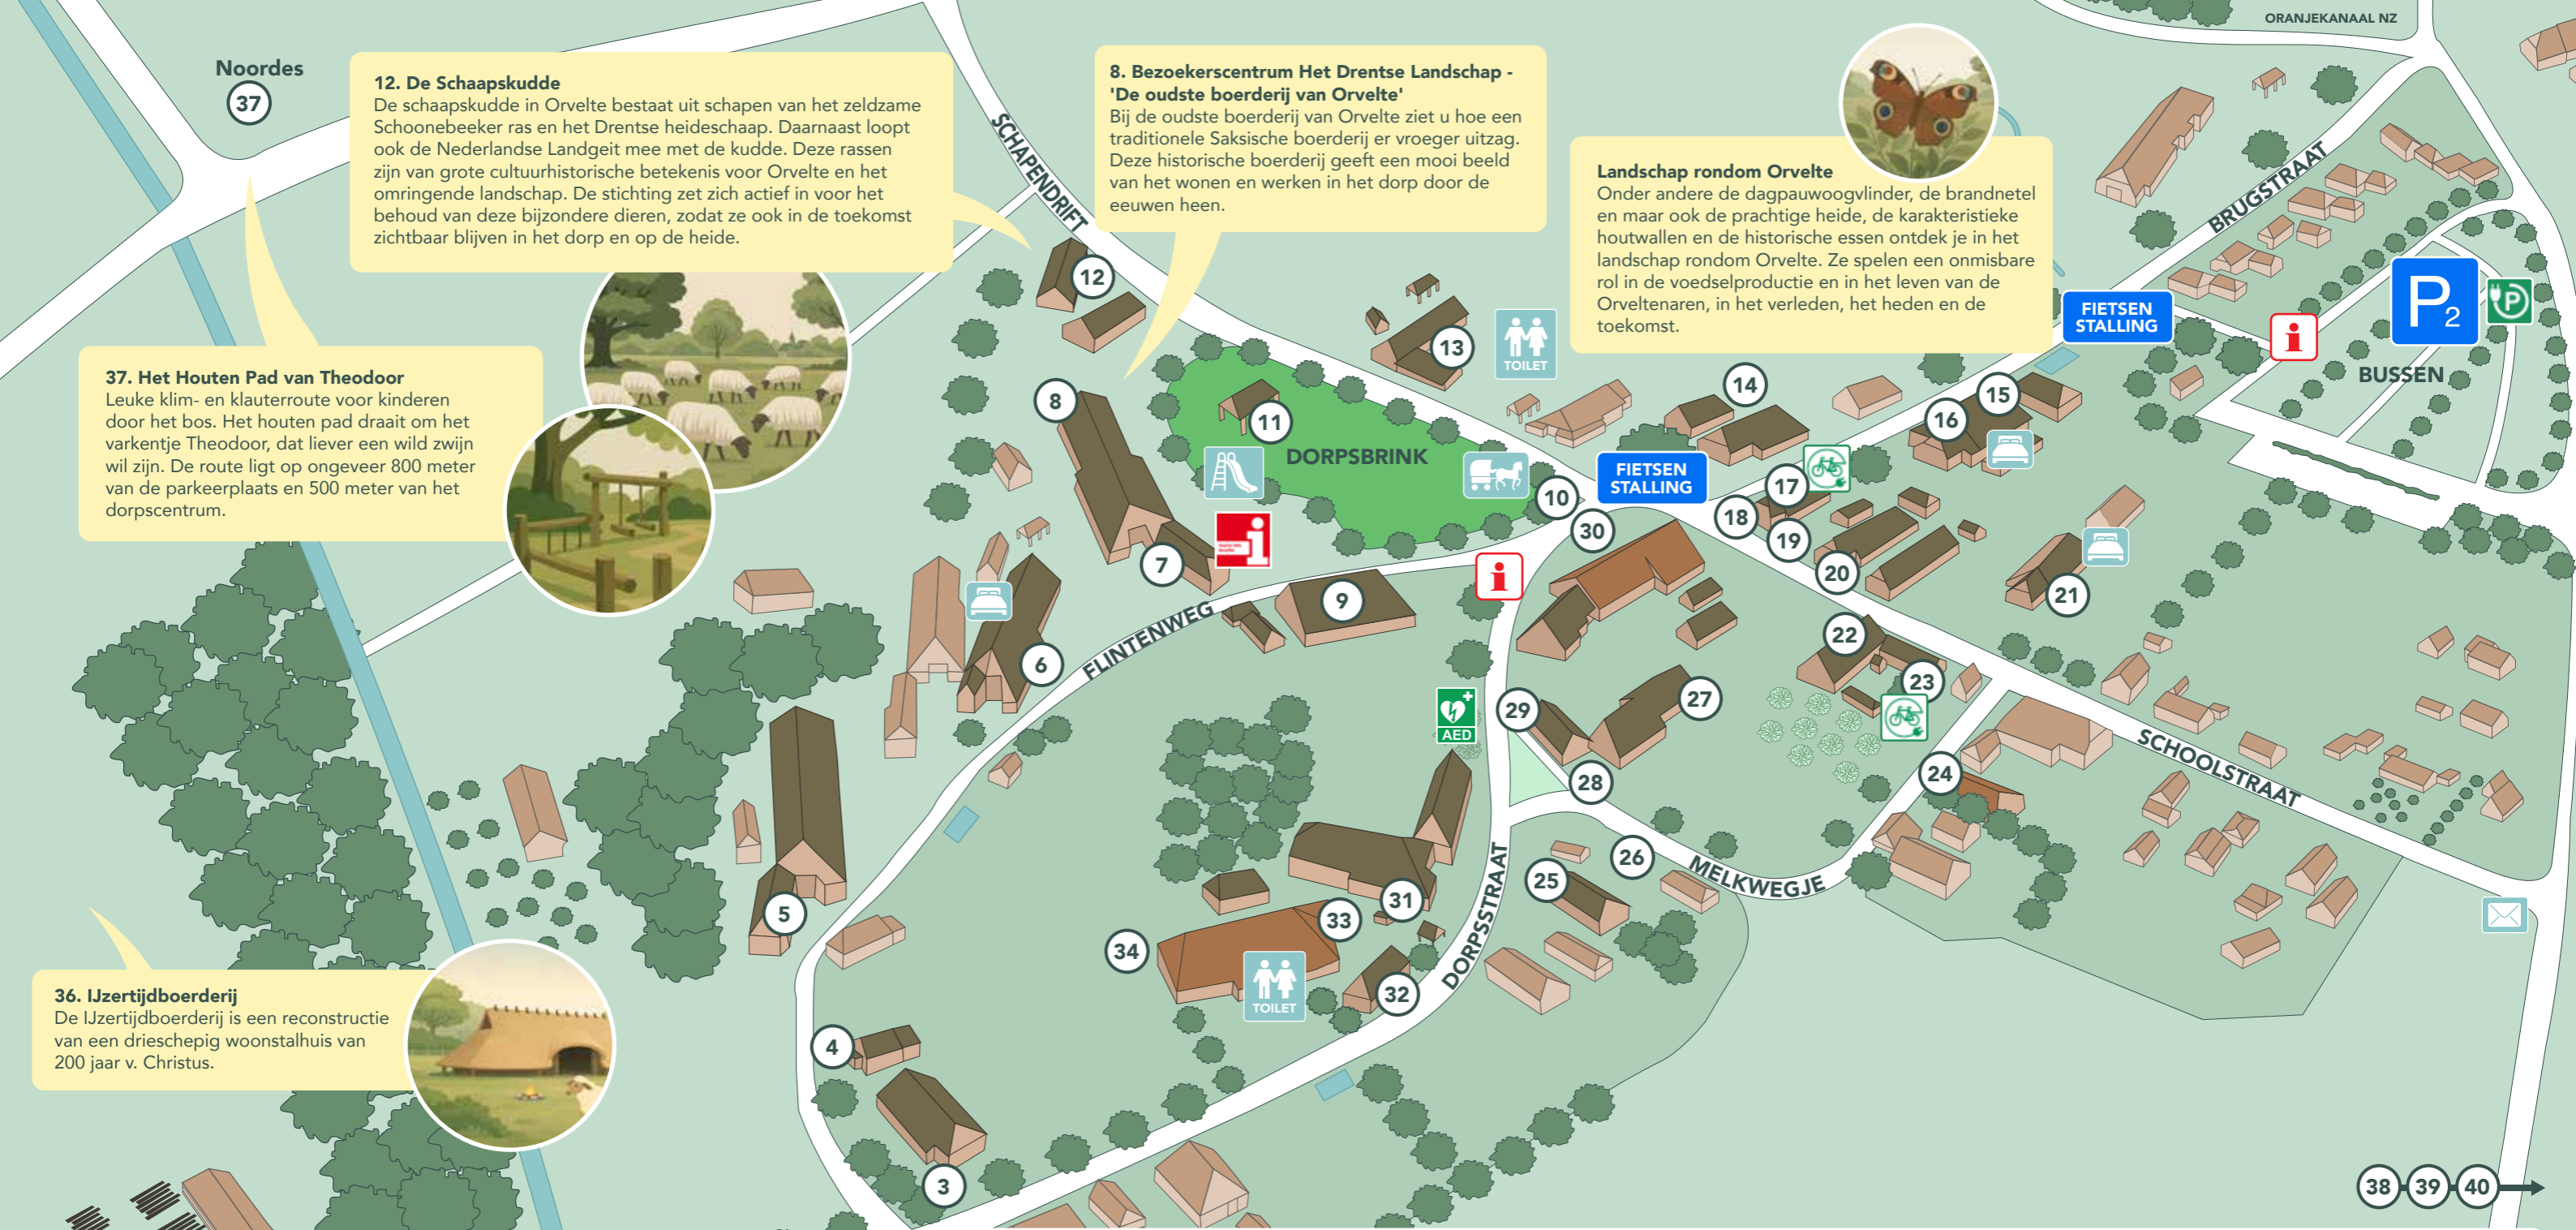 ORANJEKANAAL NZ
Noordes
37
12. De Schaapskudde
De schaapskudde in Orvelte bestaat uit schapen van het zeldzame
Schoonebeeker ras en het Drentse heideschaap. Daarnaast loopt
ook de Nederlandse Landgeit mee met de kudde. Deze rassen
zijn van grote cultuurhistorische betekenis voor Orvelte en het
omringende landschap. De stichting zet zich actief in voor het
behoud van deze bijzondere dieren, zodat ze ook in de toekomst
zichtbaar blijven in het dorp en op de heide.
8. Bezoekerscentrum Het Drentse Landschap -
'De oudste boerderij van Orvelte'
Bij de oudste boerderij van Orvelte ziet u hoe een
traditionele Saksische boerderij er vroeger uitzag.
Deze historische boerderij geeft een mooi beeld
van het wonen en werken in het dorp door de
eeuwen heen.
Landschap rondom Orvelte
Onder andere de dagpauwoogvlinder, de brandnetel
en maar ook de prachtige heide, de karakteristieke
houtwallen en de historische essen ontdek je in het
landschap rondom Orvelte. Ze spelen een onmisbare
rol in de voedselproductie en in het leven van de
Orveltenaren, in het verleden, het heden en de
toekomst.
SCHAPENDRIFT
BRUGSTRAAT
12
13
TOILET
FIETSEN
STALLING
i
P2
P
BUSSEN
37. Het Houten Pad van Theodoor
Leuke klim- en klauterroute voor kinderen
door het bos. Het houten pad draait om het
varkentje Theodoor, dat liever een wild zwijn
wil zijn. De route ligt op ongeveer 800 meter
van de parkeerplaats en 500 meter van het
dorpscentrum.
8
11
DORPSBRINK
14
15
16
FIETSEN
STALLING
10
17
18
19
30
7
i
i
20
21
9
FLINTENWEG
6
22
23
27
29
AED
28
24
SCHOOLSTRAAT
26
MELKWEGJE
25
5
31
33
34
TOILET
32
DORPSSTRAAT
36. IJzertijdboerderij
De IJzertijdboerderij is een reconstructie
van een drieschepig woonstalhuis van
200 jaar v. Christus.
4
3
38
39
40